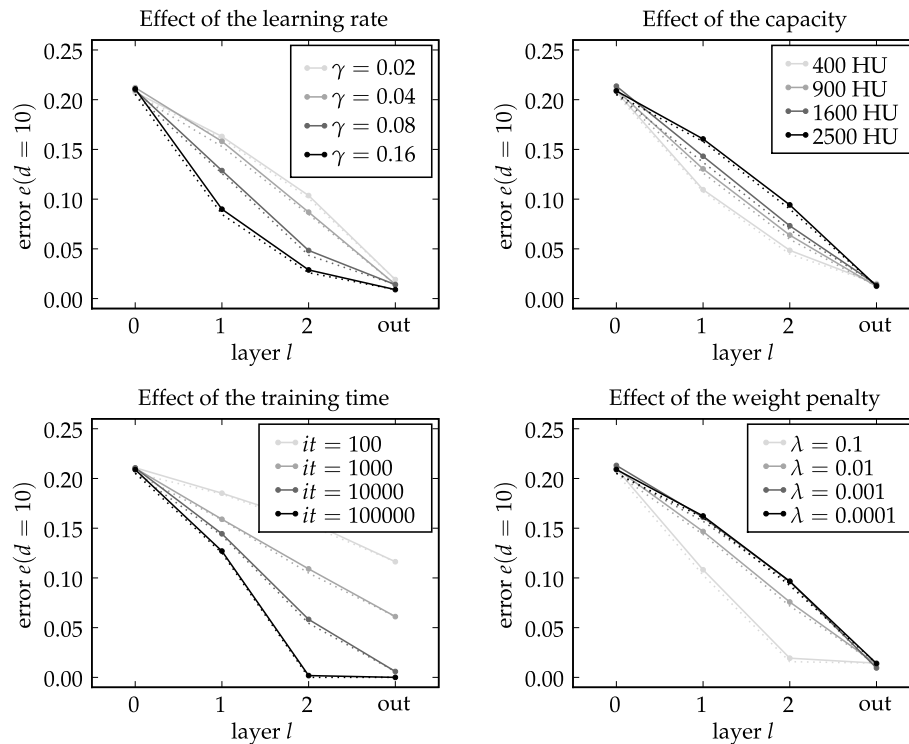 Effect of the learning rate
error e(d = 10)
0.25
0.20
0.15
0.10
0.05
0.00
γ = 0.02
γ = 0.04
γ = 0.08
γ = 0.16
0 1 2 out
layer l
Effect of the capacity
error e(d = 10)
0.25
0.20
0.15
0.10
0.05
0.00
400 HU
900 HU
1600 HU
2500 HU
0 1 2 out
layer l
Effect of the training time
error e(d = 10)
0.25
0.20
0.15
0.10
0.05
0.00
it = 100
it = 1000
it = 10000
it = 100000
0 1 2 out
layer l
Effect of the weight penalty
error e(d = 10)
0.25
0.20
0.15
0.10
0.05
0.00
λ = 0.1
λ = 0.01
λ = 0.001
λ = 0.0001
0 1 2 out
layer l